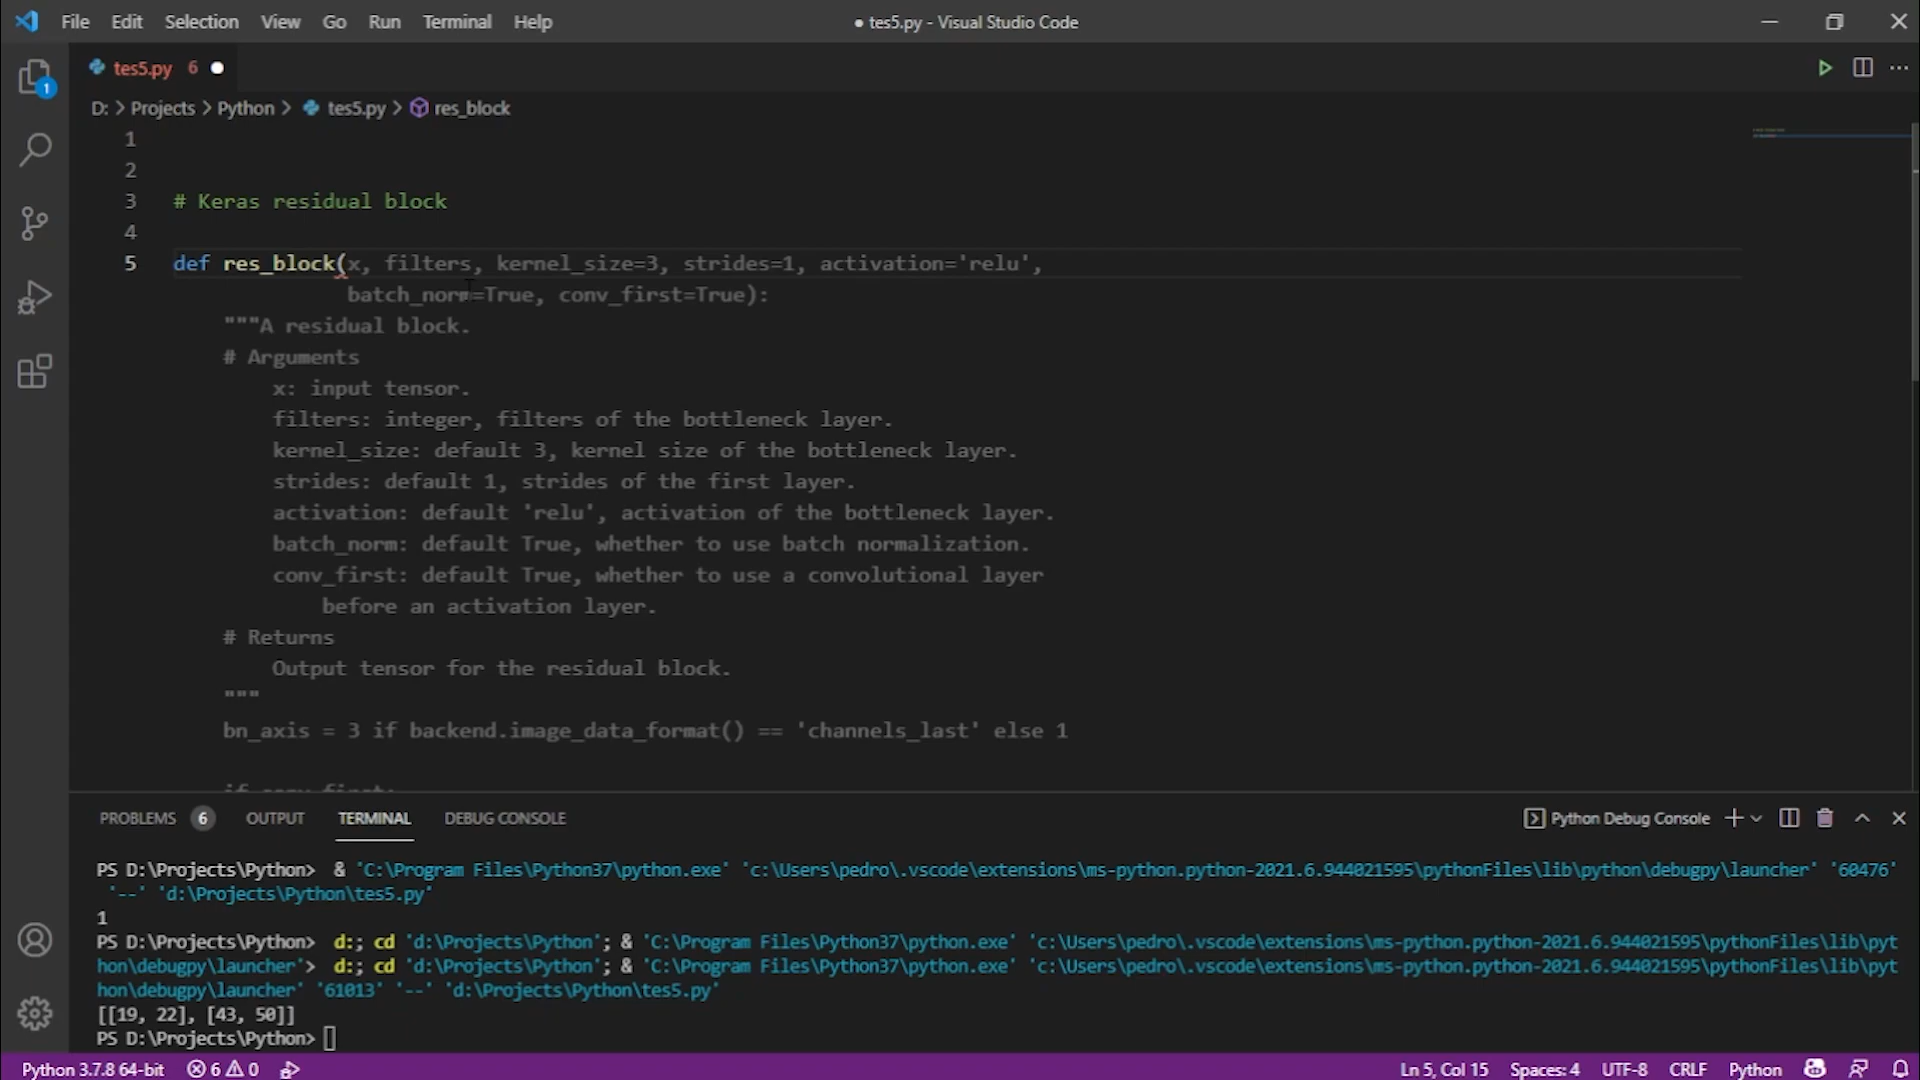 File Edit Selection View Go Run Terminal Help
● tes5.py - Visual Studio Code
tes5.py 6
D: > Projects > Python > tes5.py > res_block
1
1
2
3 # Keras residual block
4
5 def res_block(x, filters, kernel_size=3, strides=1, activation='relu',
batch_norm=True, conv_first=True):
"""A residual block.
# Arguments
x: input tensor.
filters: integer, filters of the bottleneck layer.
kernel_size: default 3, kernel size of the bottleneck layer.
strides: default 1, strides of the first layer.
activation: default 'relu', activation of the bottleneck layer.
batch_norm: default True, whether to use batch normalization.
conv_first: default True, whether to use a convolutional layer
before an activation layer.
# Returns
Output tensor for the residual block.
"""
bn_axis = 3 if backend.image_data_format() == 'channels_last' else 1
if conv_first:
PROBLEMS 6 OUTPUT TERMINAL DEBUG CONSOLE Python Debug Console
PS D:\Projects\Python> & 'C:\Program Files\Python37\python.exe' 'c:\Users\pedro\.vscode\extensions\ms-python.python-2021.6.944021595\pythonFiles\lib\python\debugpy\launcher' '60476'
'--' 'd:\Projects\Python\tes5.py'
1
PS D:\Projects\Python> d:; cd 'd:\Projects\Python'; & 'C:\Program Files\Python37\python.exe' 'c:\Users\pedro\.vscode\extensions\ms-python.python-2021.6.944021595\pythonFiles\lib\pyt
hon\debugpy\launcher'> d:; cd 'd:\Projects\Python'; & 'C:\Program Files\Python37\python.exe' 'c:\Users\pedro\.vscode\extensions\ms-python.python-2021.6.944021595\pythonFiles\lib\pyt
hon\debugpy\launcher' '61013' '--' 'd:\Projects\Python\tes5.py'
[[19, 22], [43, 50]]
PS D:\Projects\Python>
Python 3.7.8 64-bit 6 0 Ln 5, Col 15 Spaces: 4 UTF-8 CRLF Python